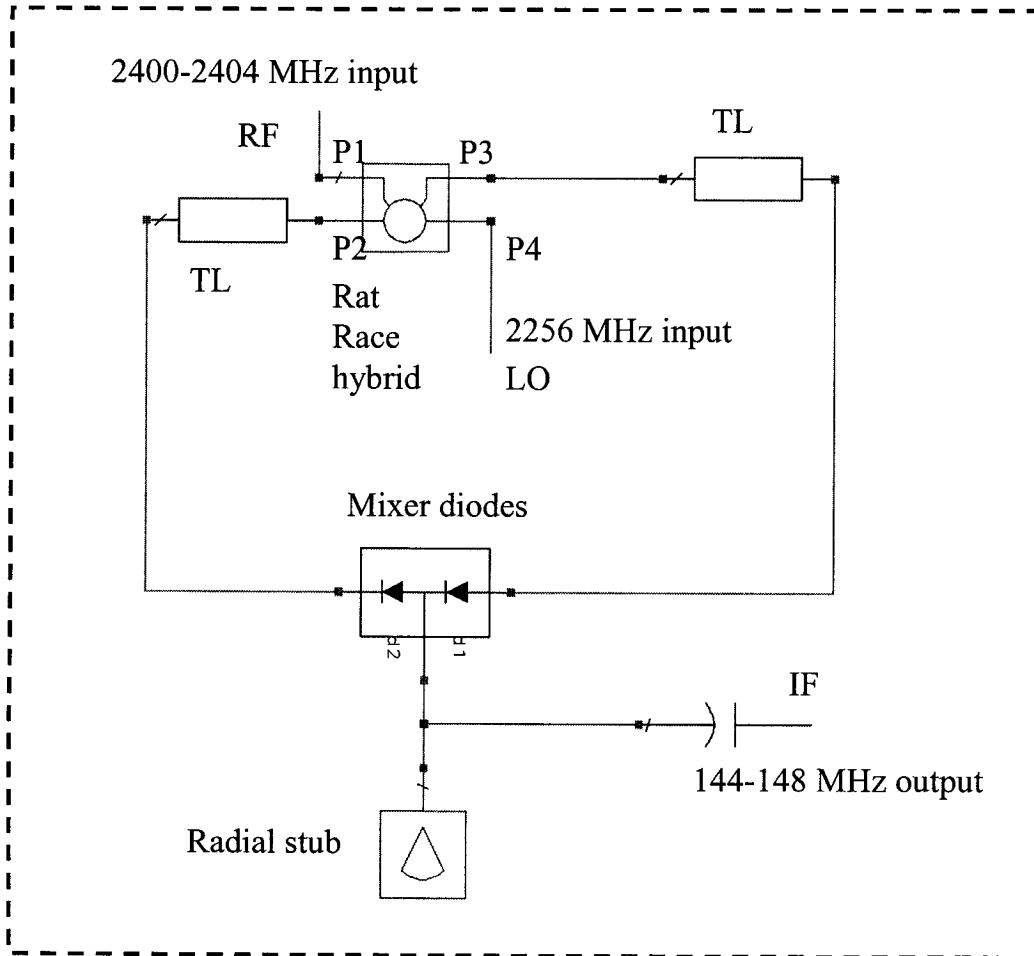 2400-2404 MHz input
RF
P1
P3
TL
TL
P2
P4
Rat
Race
hybrid
2256 MHz input
LO
Mixer diodes
d2
d1
IF
144-148 MHz output
Radial stub